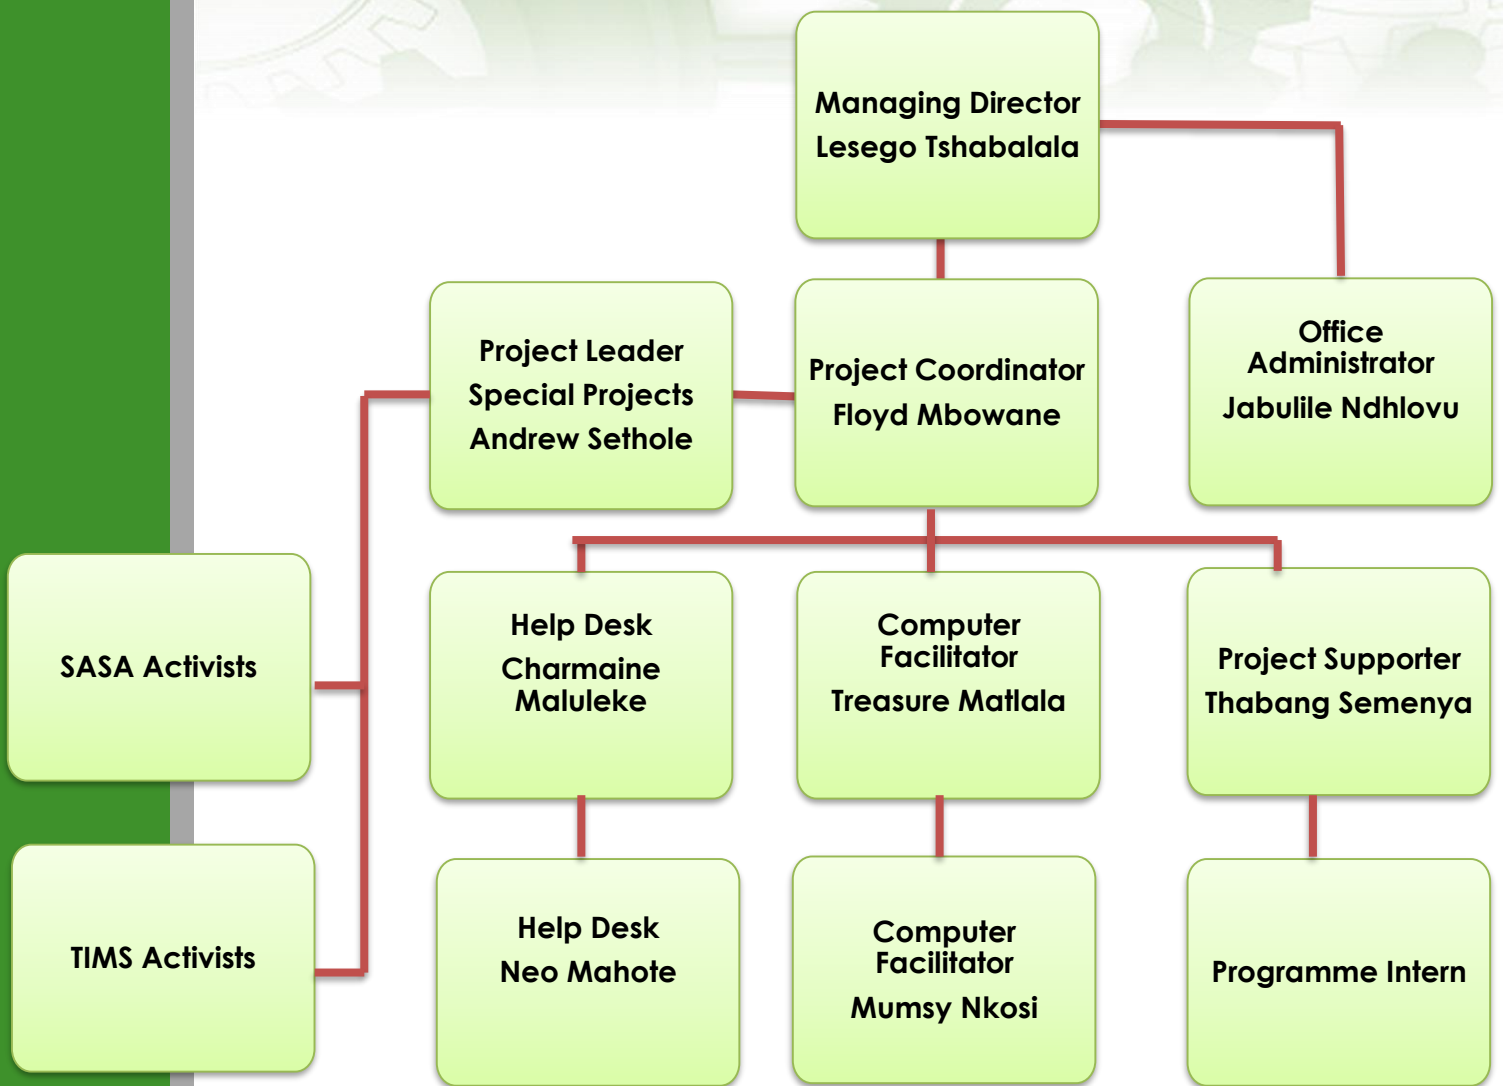 Managing Director
Lesego Tshabalala
Project Leader
Special Projects
Andrew Sethole
Project Coordinator
Floyd Mbowane
Office
Administrator
Jabulile Ndhlovu
SASA Activists
Help Desk
Charmaine
Maluleke
Computer
Facilitator
Treasure Matlala
Project Supporter
Thabang Semenya
TIMS Activists
Help Desk
Neo Mahote
Computer
Facilitator
Mumsy Nkosi
Programme Intern